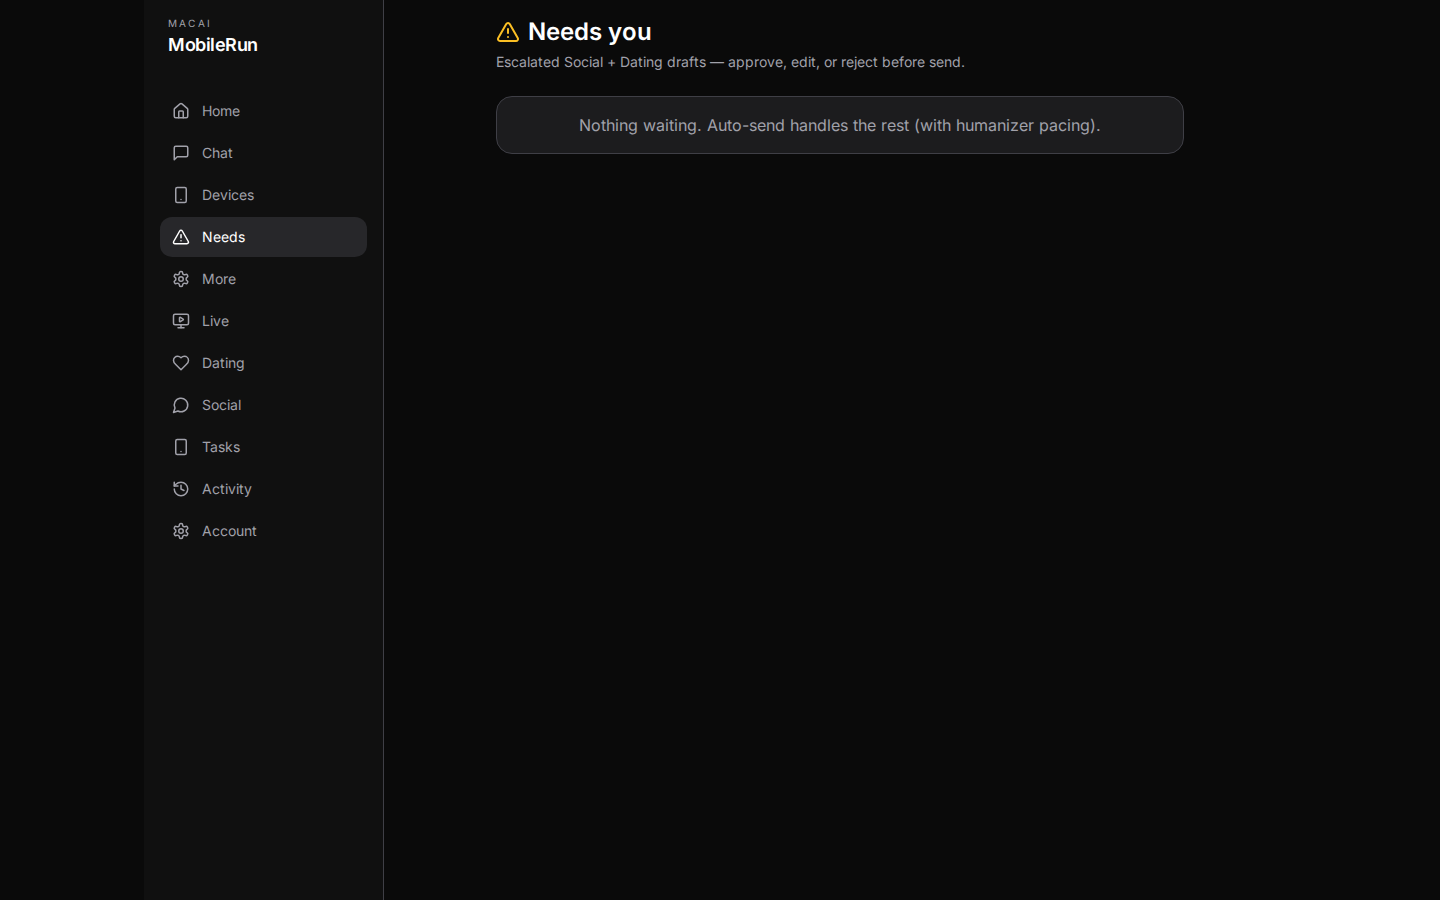 MACAI
MobileRun
Home
Chat
Devices
Needs
More
Live
Dating
Social
Tasks
Activity
Account
Needs you
Escalated Social + Dating drafts — approve, edit, or reject before send.
Nothing waiting. Auto-send handles the rest (with humanizer pacing).